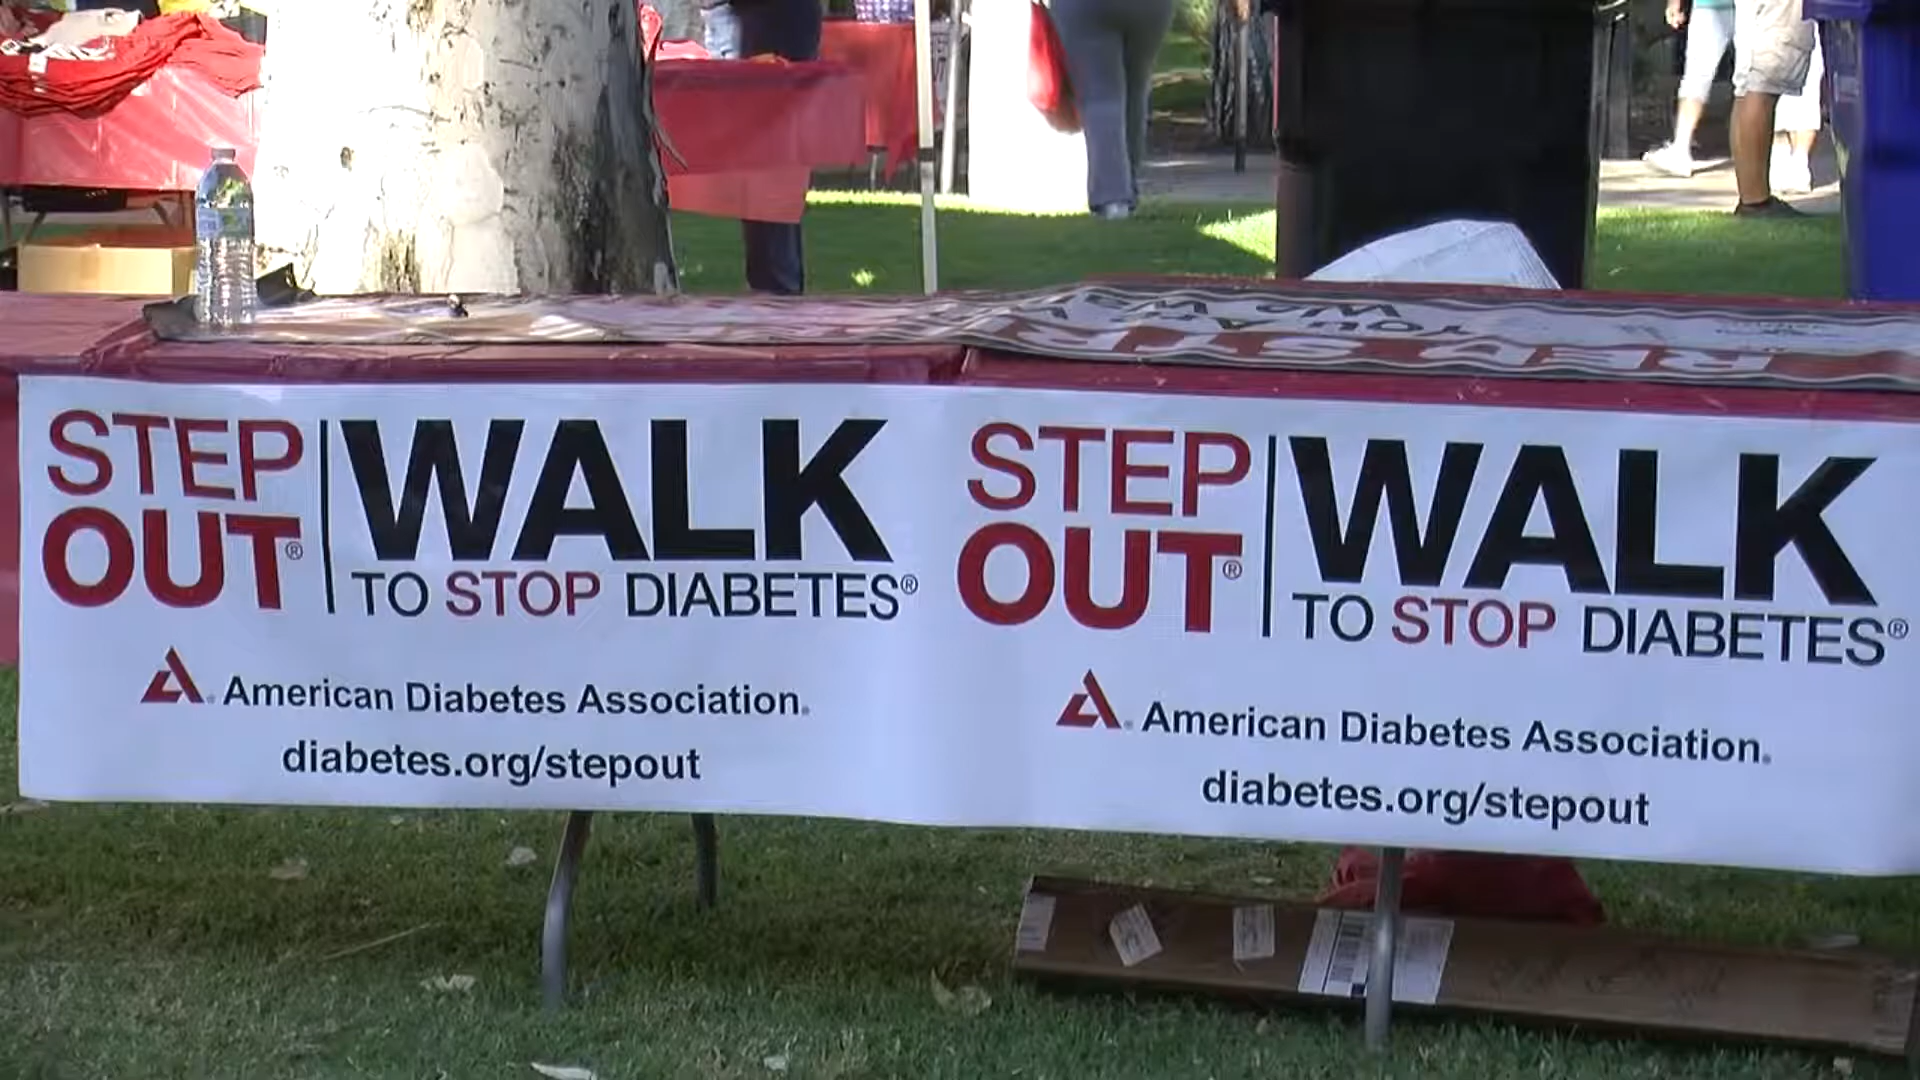 STEP OUT® | WALK TO STOP DIABETES®
American Diabetes Association.
diabetes.org/stepout
STEP OUT® | WALK TO STOP DIABETES®
American Diabetes Association.
diabetes.org/stepout
YOU